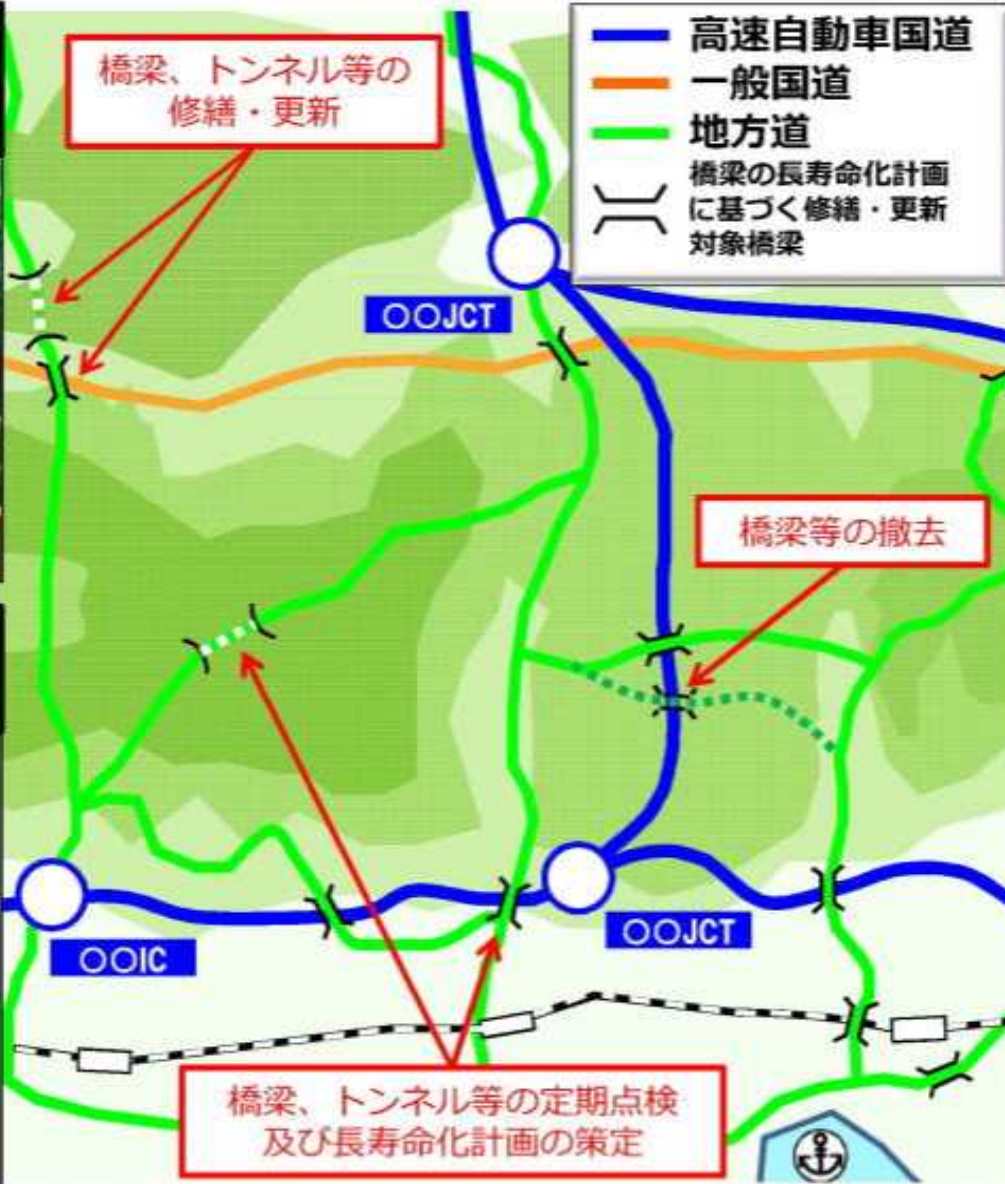 高速自動車国道
一般国道
地方道
橋梁の長寿命化計画
に基づく修繕・更新
対象橋梁
橋梁、トンネル等の
修繕・更新
○○JCT
橋梁等の撤去
○○IC
○○JCT
橋梁、トンネル等の定期点検
及び長寿命化計画の策定